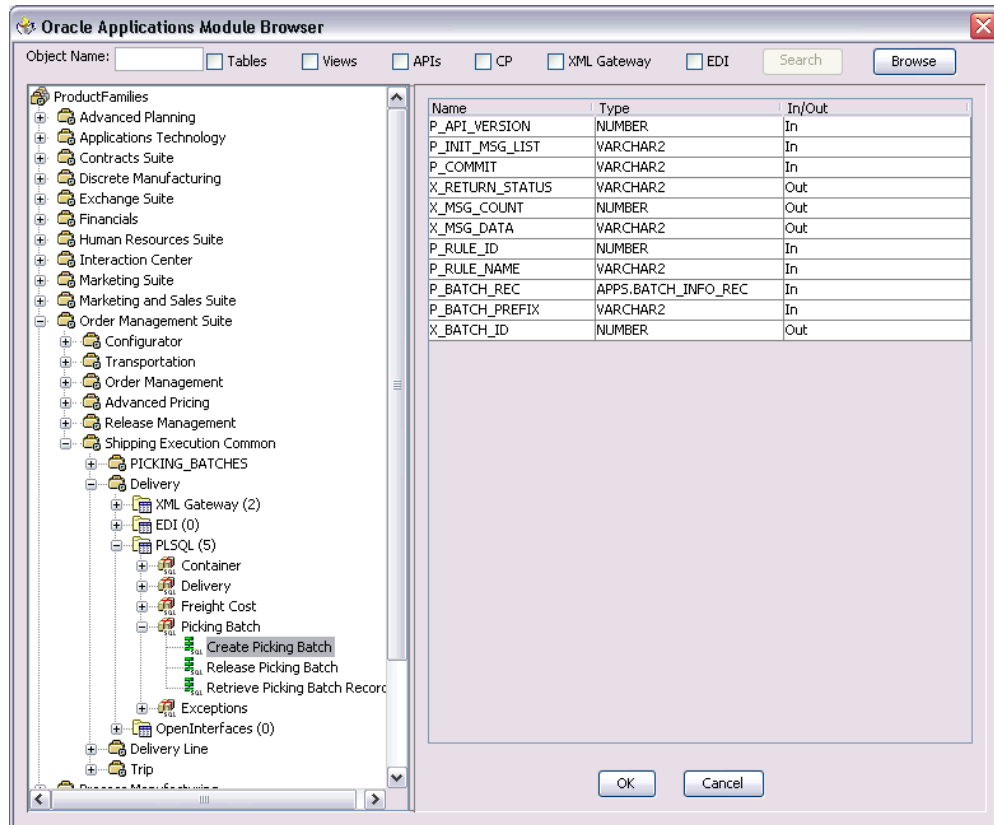 Oracle Applications Module Browser
Object Name: Tables Views APIs CP XML Gateway EDI Search Browse
ProductFamilies
Advanced Planning
Applications Technology
Contracts Suite
Discrete Manufacturing
Exchange Suite
Financials
Human Resources Suite
Interaction Center
Marketing Suite
Marketing and Sales Suite
Order Management Suite
Configurator
Transportation
Order Management
Advanced Pricing
Release Management
Shipping Execution Common
PICKING_BATCHES
Delivery
XML Gateway (2)
EDI (0)
PLSQL (5)
Container
Delivery
Freight Cost
Picking Batch
Create Picking Batch
Release Picking Batch
Retrieve Picking Batch Record
Exceptions
OpenInterfaces (0)
Delivery Line
Trip
Process Manufacturing
Name Type In/Out
P_API_VERSION NUMBER In
P_INIT_MSG_LIST VARCHAR2 In
P_COMMIT VARCHAR2 In
X_RETURN_STATUS VARCHAR2 Out
X_MSG_COUNT NUMBER Out
X_MSG_DATA VARCHAR2 Out
P_RULE_ID NUMBER In
P_RULE_NAME VARCHAR2 In
P_BATCH_REC APPS.BATCH_INFO_REC In
P_BATCH_PREFIX VARCHAR2 In
X_BATCH_ID NUMBER Out
OK Cancel